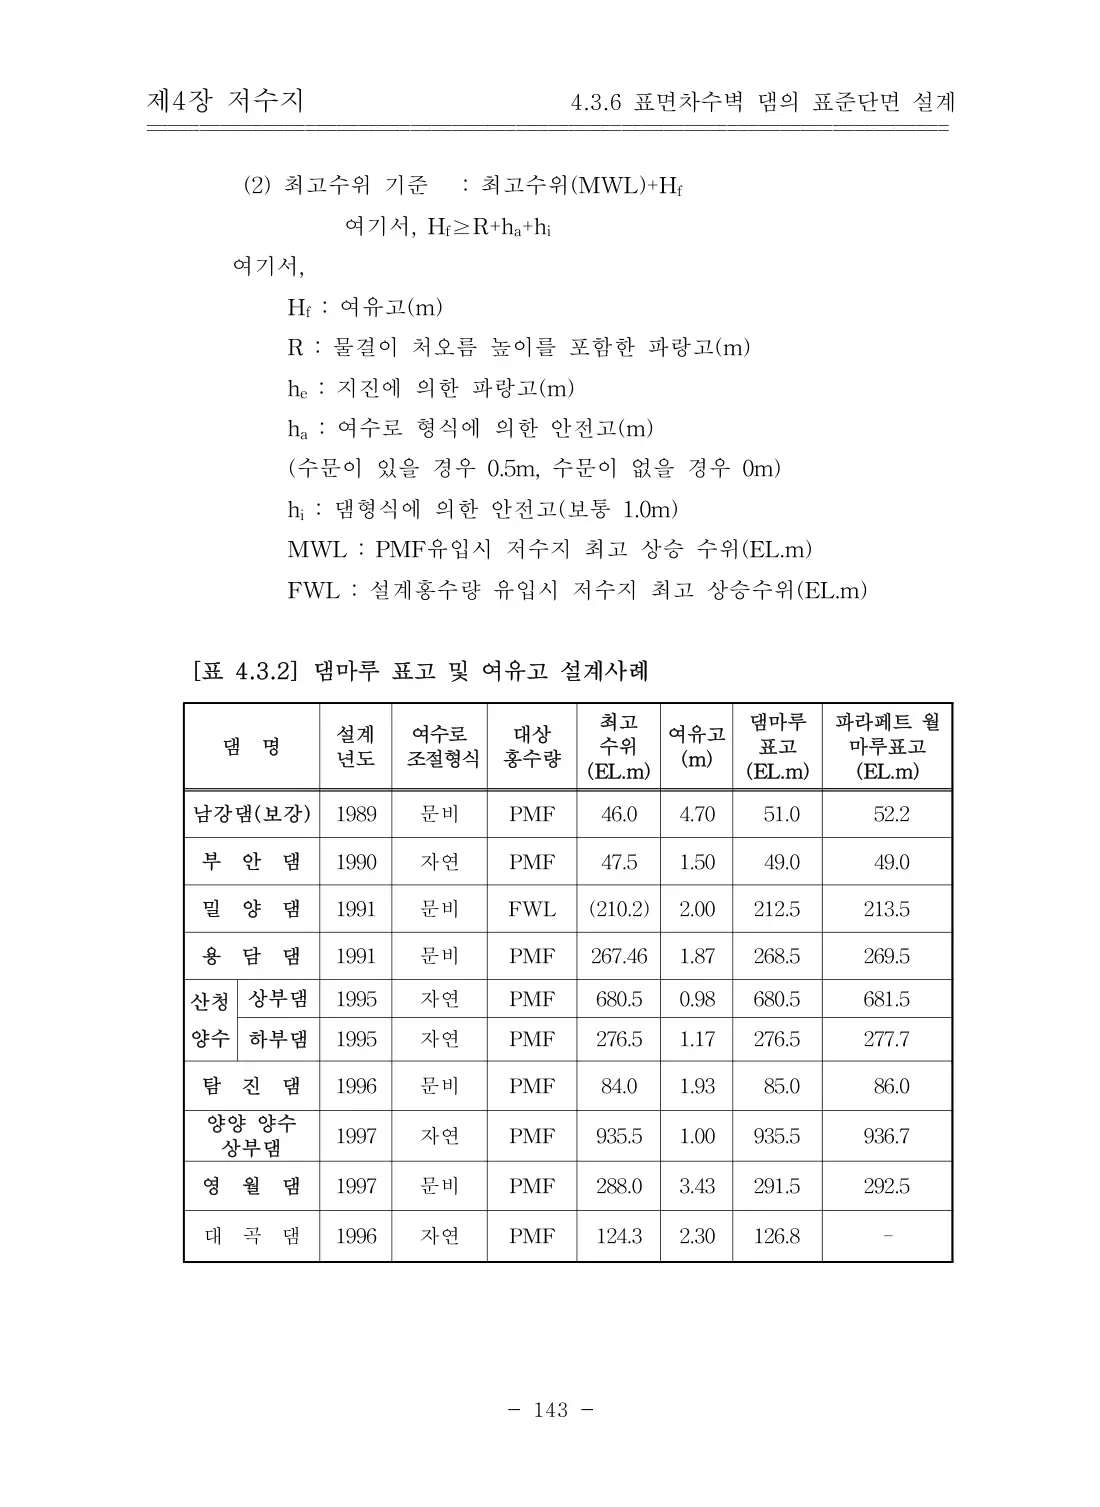 제4장 저수지 4.3.6 표면차수벽 댐의 표준단면 설계
(2) 최고수위 기준 : 최고수위(MWL)+Hf
여기서, Hf≥R+ha+hi
여기서,
Hf : 여유고(m)
R : 물결이 처오름 높이를 포함한 파랑고(m)
he : 지진에 의한 파랑고(m)
ha : 여수로 형식에 의한 안전고(m)
(수문이 있을 경우 0.5m, 수문이 없을 경우 0m)
hi : 댐형식에 의한 안전고(보통 1.0m)
MWL : PMF유입시 저수지 최고 상승 수위(EL.m)
FWL : 설계홍수량 유입시 저수지 최고 상승수위(EL.m)
[표 4.3.2] 댐마루 표고 및 여유고 설계사례
댐 명 설계년도 여수로 조절형식 대상 홍수량 최고 수위 (EL.m) 여유고 (m) 댐마루 표고 (EL.m) 파라페트 월 마루표고 (EL.m)
남강댐(보강) 1989 문비 PMF 46.0 4.70 51.0 52.2
부 안 댐 1990 자연 PMF 47.5 1.50 49.0 49.0
밀 양 댐 1991 문비 FWL (210.2) 2.00 212.5 213.5
용 담 댐 1991 문비 PMF 267.46 1.87 268.5 269.5
산청 양수 상부댐 1995 자연 PMF 680.5 0.98 680.5 681.5
하부댐 1995 자연 PMF 276.5 1.17 276.5 277.7
탐 진 댐 1996 문비 PMF 84.0 1.93 85.0 86.0
양양 양수 상부댐 1997 자연 PMF 935.5 1.00 935.5 936.7
영 월 댐 1997 문비 PMF 288.0 3.43 291.5 292.5
대 곡 댐 1996 자연 PMF 124.3 2.30 126.8 -
- 143 -